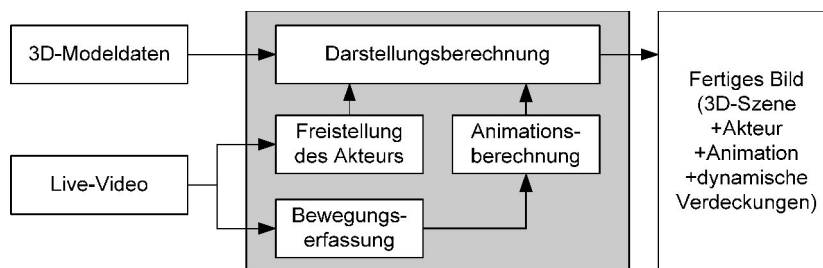 3D-Modeldaten
Darstellungsberechnung
Live-Video
Freistellung
des Akteurs
Animations-
berechnung
Bewegungs-
erfassung
Fertiges Bild
(3D-Szene
+Akteur
+Animation
+dynamische
Verdeckungen)